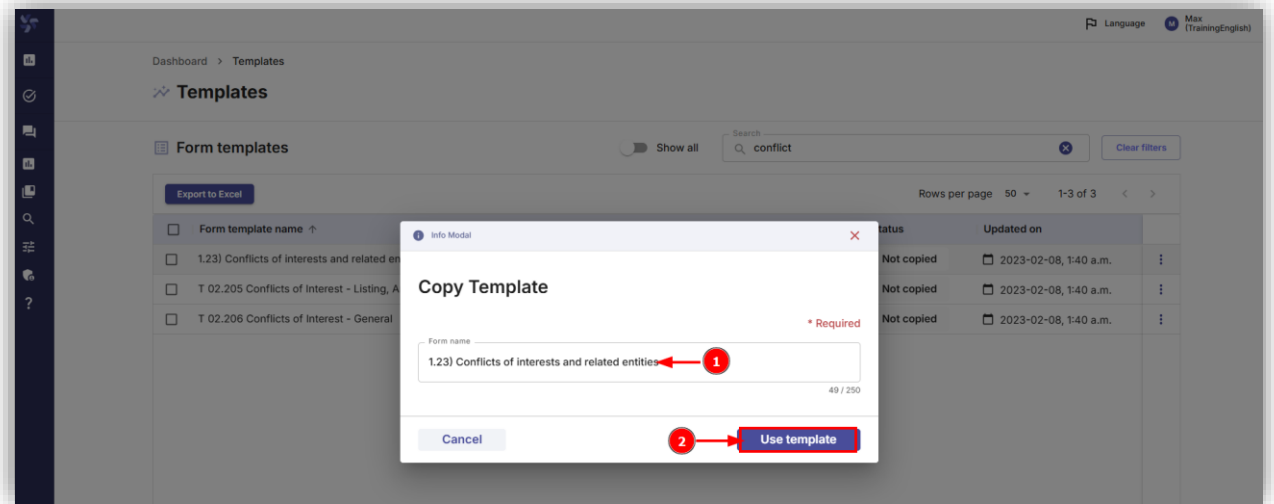 Language
M
Max
(TrainingEnglish)
Dashboard > Templates
Templates
Form templates
Show all
Search
conflict
Clear filters
Export to Excel
Rows per page 50
1-3 of 3
Form template name ↑
tatus
Updated on
1.23) Conflicts of interests and related en
Not copied
2023-02-08, 1:40 a.m.
T 02.205 Conflicts of Interest - Listing, A
Not copied
2023-02-08, 1:40 a.m.
T 02.206 Conflicts of Interest - General
Not copied
2023-02-08, 1:40 a.m.
Info Modal
Copy Template
* Required
Form name
1.23) Conflicts of interests and related entities
1
49 / 250
Cancel
2
Use template
?